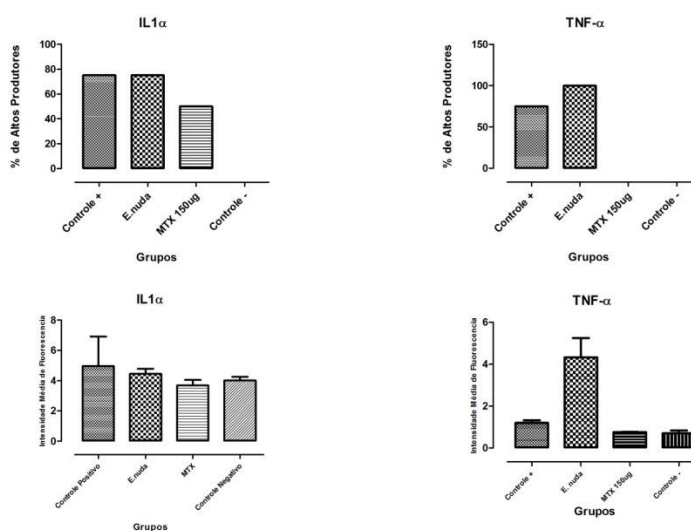 IL1α
% de Altos Produtores
100
80
60
40
20
0
Controle +
E.nuda
MTX 150ug
Controle -
Grupos
TNF-α
% de Altos Produtores
150
100
50
0
Controle +
E.nuda
MTX 150ug
Controle -
Grupos
IL1α
Intensidade Média de Fluorescencia
8
6
4
2
0
Controle Positivo
E.nuda
MTX
Controle Negativo
Grupos
TNF-α
Intensidade Média de Fluorescencia
6
4
2
0
Controle +
E. nuda
MTX 150ug
Controle -
Grupos